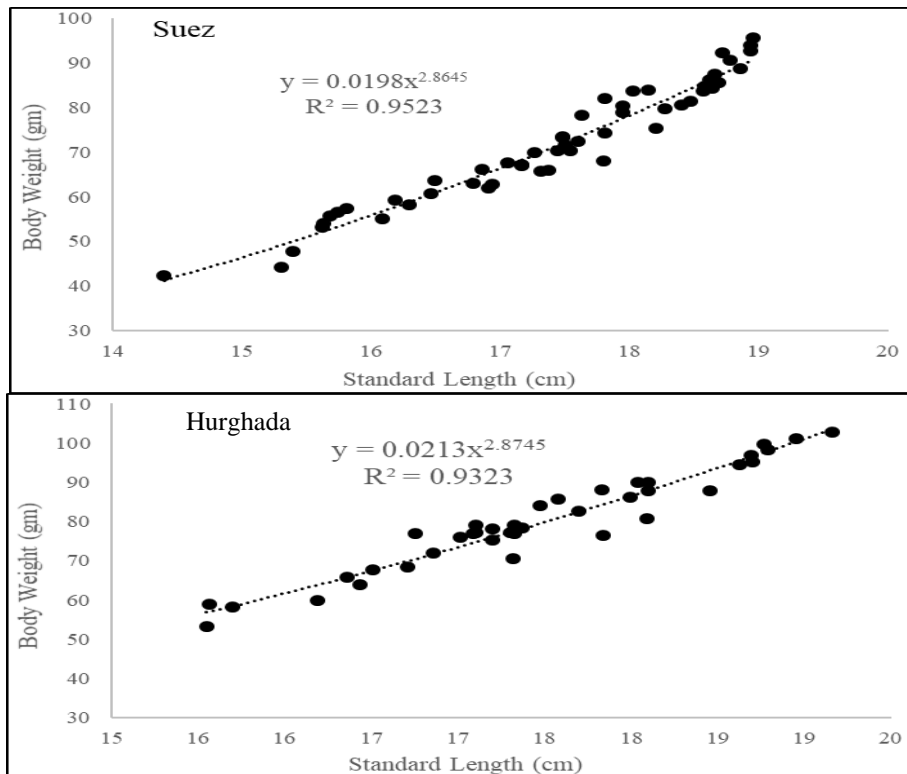 Suez
y = 0.0198x^2.8645
R² = 0.9523
Body Weight (gm)
100
90
80
70
60
50
40
30
14 15 16 17 18 19 20
Standard Length (cm)
Hurghada
y = 0.0213x^2.8745
R² = 0.9323
Body Weight (gm)
110
100
90
80
70
60
50
40
30
15 16 16 17 17 18 18 19 19 20
Standard Length (cm)